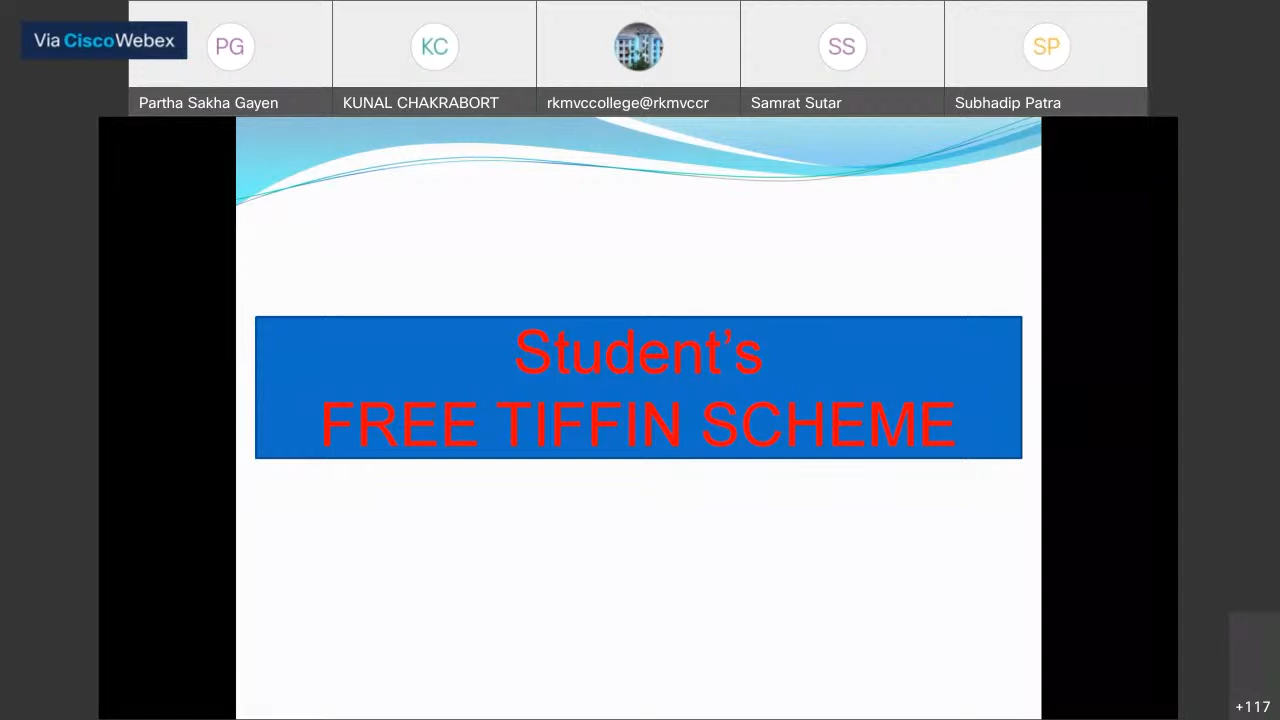 Via CiscoWebex
PG
KC
SS
SP
Partha Sakha Gayen
KUNAL CHAKRABORT
rkmvccollege@rkmvccr
Samrat Sutar
Subhadip Patra
Student’s
FREE TIFFIN SCHEME
+117